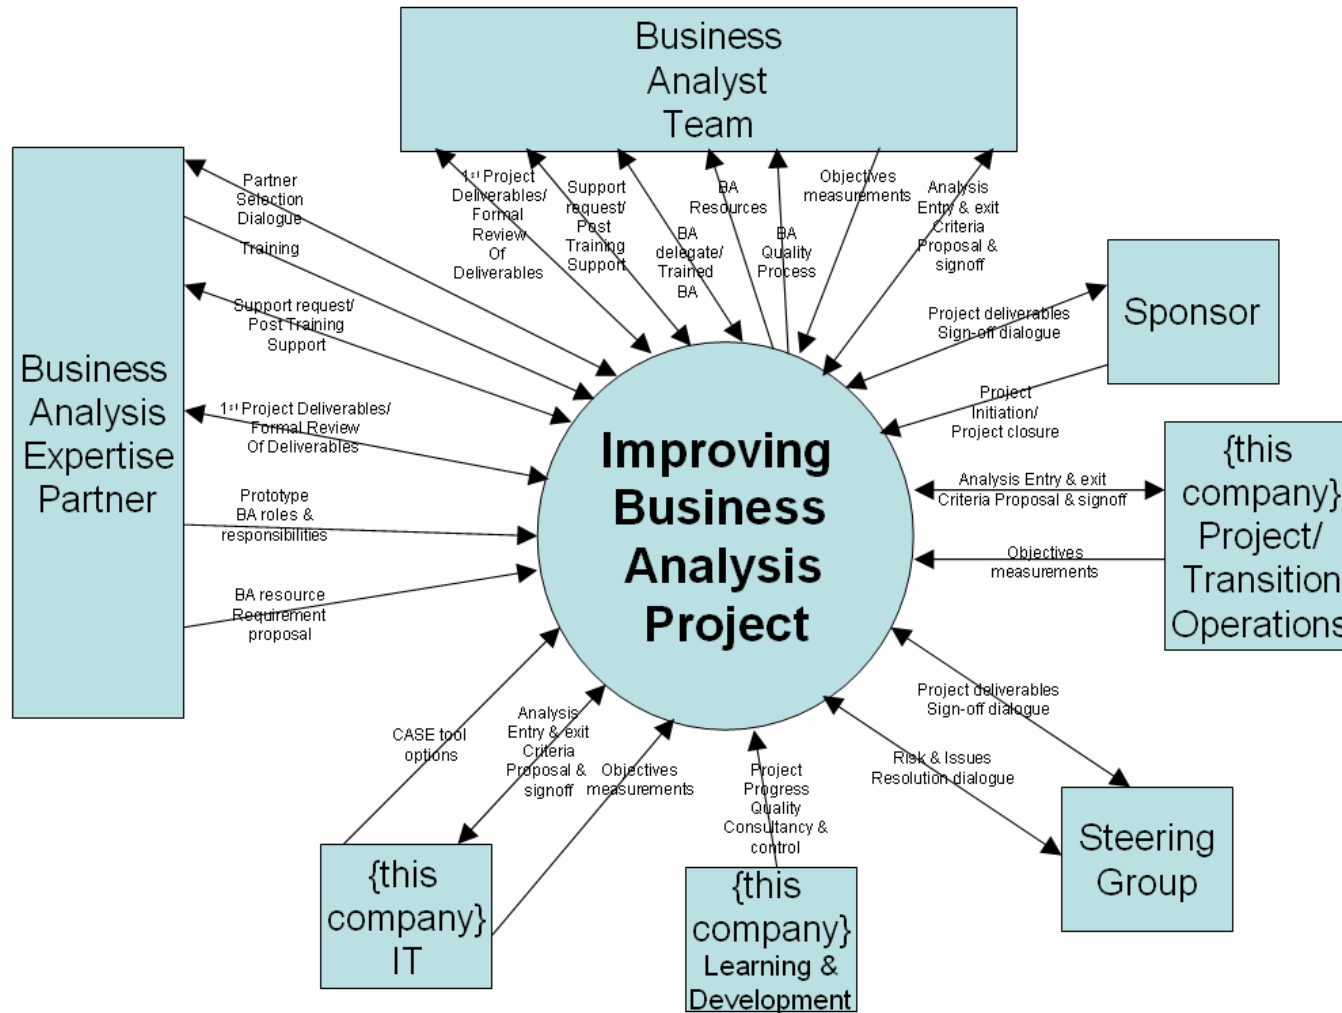 Business
Analyst
Team
Business
Analysis
Expertise
Partner
Partner
Selection
Dialogue
Training
Support request/
Post Training
Support
1st Project Deliverables/
Formal Review
Of Deliverables
Prototype
BA roles &
responsibilities
BA resource
Requirement
proposal
1st Project
Deliverables/
Formal
Review
Of
Deliverables
Support
request/
Post
Training
Support
BA
delegate/
Trained
BA
BA
Resources
BA
Quality
Process
Objectives
measurements
Analysis
Entry & exit
Criteria
Proposal &
signoff
Project deliverables
Sign-off dialogue
Sponsor
Project
Initiation/
Project closure
Improving
Business
Analysis
Project
Analysis Entry & exit
Criteria Proposal & signoff
Objectives
measurements
{this
company}
Project/
Transition
Operations
Project deliverables
Sign-off dialogue
Risk & Issues
Resolution dialogue
Steering
Group
CASE tool
options
Analysis
Entry & exit
Criteria
Proposal &
signoff
Objectives
measurements
Project
Progress
Quality
Consultancy &
control
{this
company}
IT
{this
company}
Learning &
Development